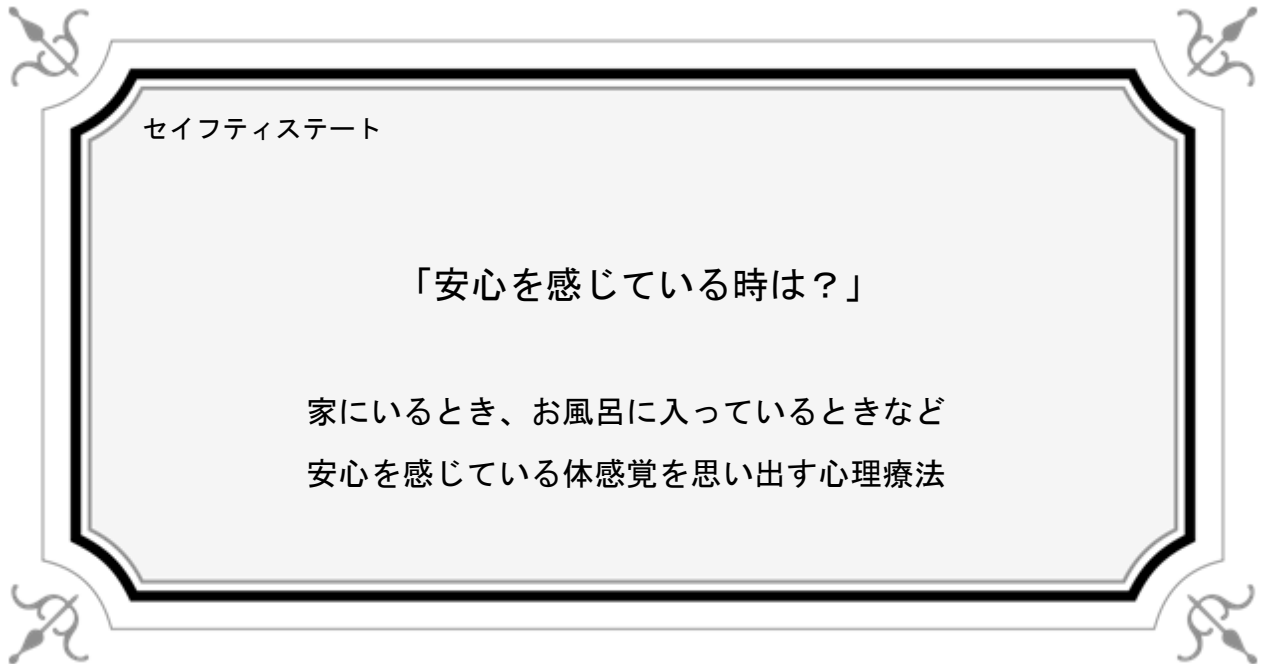 セイフティステート
「安心を感じている時は？」
家にいるとき、お風呂に入っているときなど
安心を感じている体感覚を思い出す心理療法